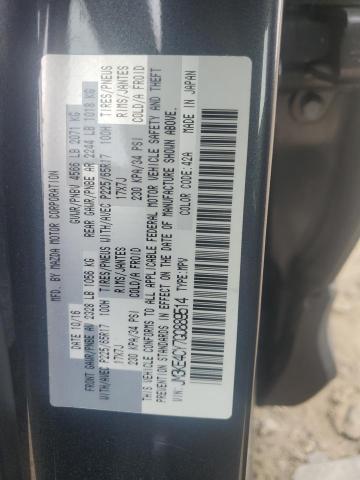 MFD. BY MAZDA MOTOR CORPORATION
DATE: 10/16 GVWR/PNBV 4566 LB 2071 KG
FRONT GAWR/PNBE AV 2328 LB 1056 KG REAR GAWR/PNBE AR 2244 LB 1018 KG
WITH/AVEC P225/65R17 100H TIRES/PNEUS WITH/AVEC P225/65R17 100H TIRES/PNEUS
17X7J RIMS/JANTES 17X7J RIMS/JANTES
230 KPA/34 PSI COLD/A FROID 230 KPA/34 PSI COLD/A FROID
THIS VEHICLE CONFORMS TO ALL APPLICABLE FEDERAL MOTOR VEHICLE SAFETY AND THEFT
PREVENTION STANDARDS IN EFFECT ON THE DATE OF MANUFACTURE SHOWN ABOVE.
VIN: JM3KE4CY7G0889514 TYPE: MPV COLOR CODE: 42A MADE IN JAPAN